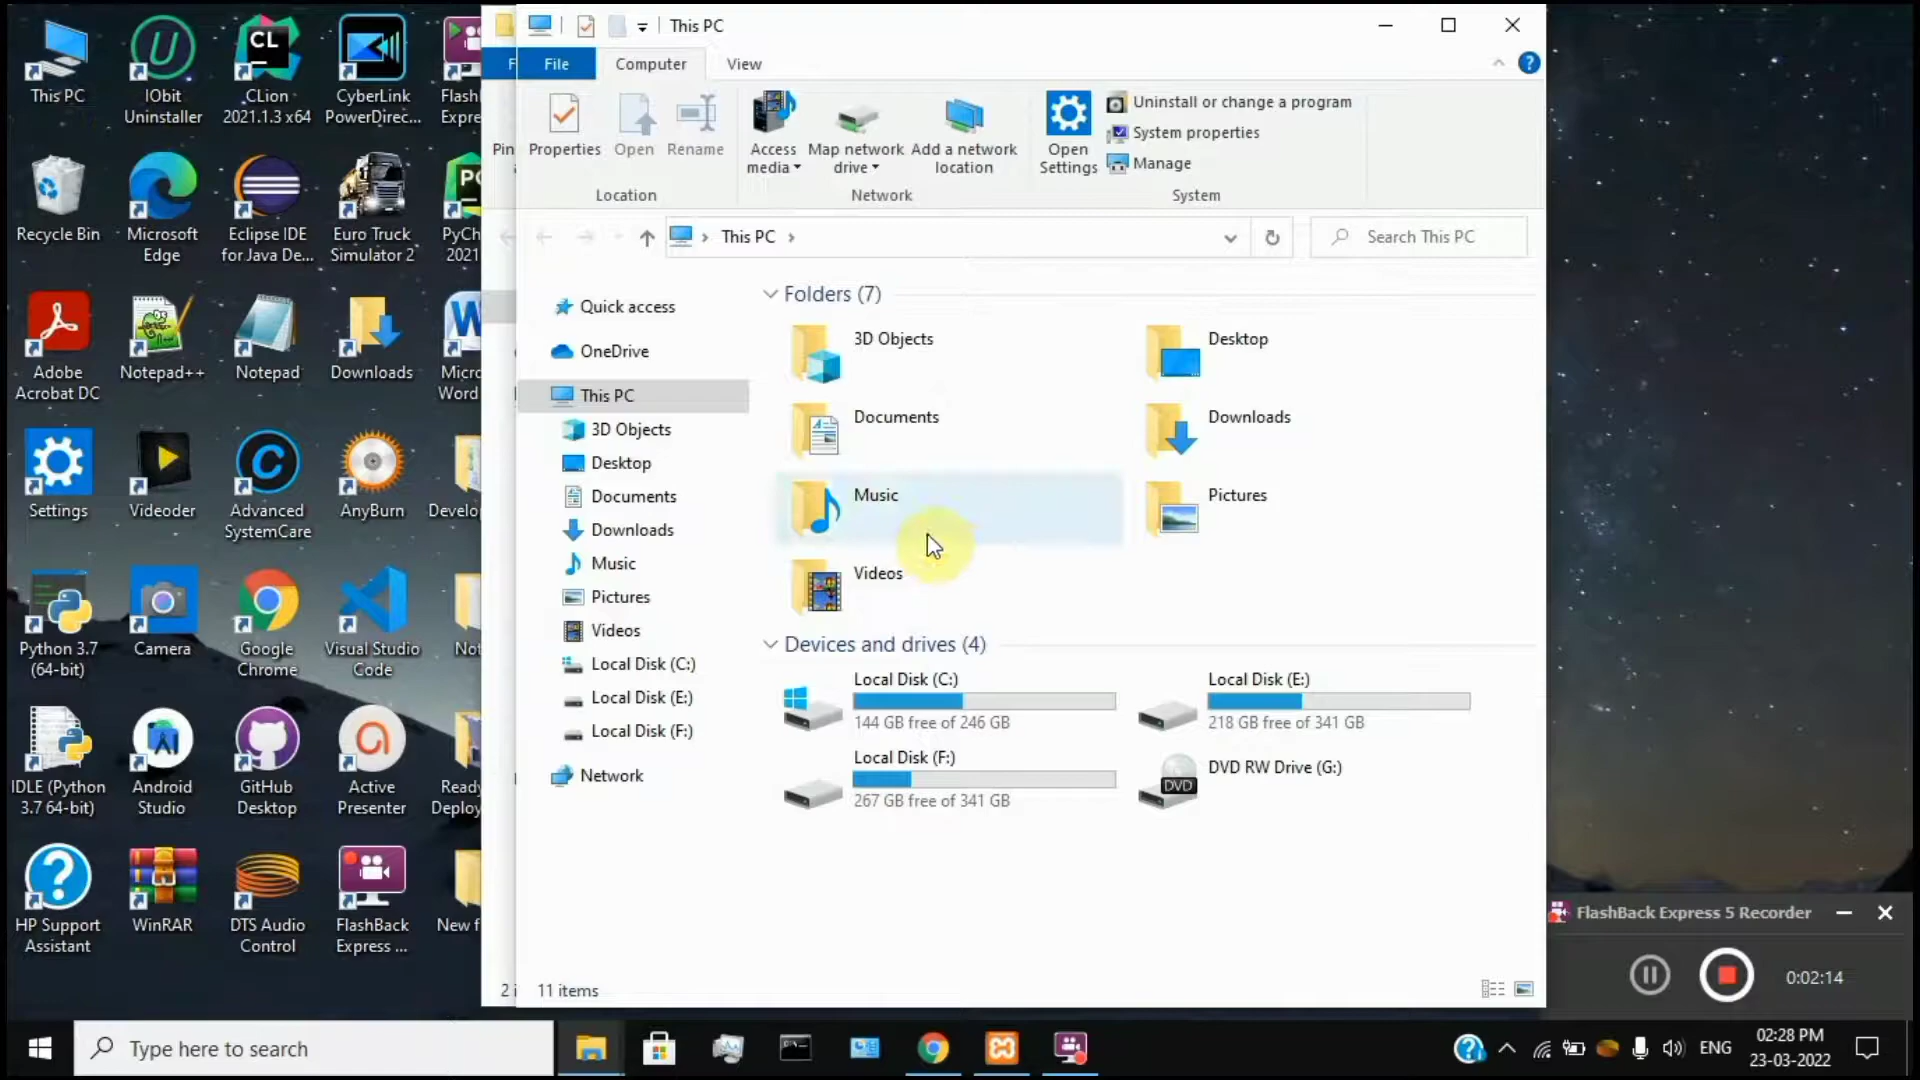 This PC
IObit
Uninstaller
CLion
2021.1.3 x64
CyberLink
PowerDirec...
Flash
Expre
Recycle Bin
Microsoft
Edge
Eclipse IDE
for Java De...
Euro Truck
Simulator 2
PyCh
2021
Adobe
Acrobat DC
Notepad++
Notepad
Downloads
Micro
Word
Settings
Videoder
Advanced
SystemCare
AnyBurn
Develo
Python 3.7
(64-bit)
Camera
Google
Chrome
Visual Studio
Code
Not
IDLE (Python
3.7 64-bit)
Android
Studio
GitHub
Desktop
Active
Presenter
Ready
Deploy
HP Support
Assistant
WinRAR
DTS Audio
Control
FlashBack
Express ...
New f
This PC
F
File
Computer
View
Pin
Properties
Open
Rename
Location
Access
media
Map network
drive
Add a network
location
Network
Open
Settings
Uninstall or change a program
System properties
Manage
System
This PC
Search This PC
Quick access
OneDrive
This PC
3D Objects
Desktop
Documents
Downloads
Music
Pictures
Videos
Local Disk (C:)
Local Disk (E:)
Local Disk (F:)
Network
Folders (7)
3D Objects
Desktop
Documents
Downloads
Music
Pictures
Videos
Devices and drives (4)
Local Disk (C:)
144 GB free of 246 GB
Local Disk (E:)
218 GB free of 341 GB
Local Disk (F:)
267 GB free of 341 GB
DVD RW Drive (G:)
DVD
2 i
11 items
FlashBack Express 5 Recorder
0:02:14
Type here to search
ENG
02:28 PM
23-03-2022